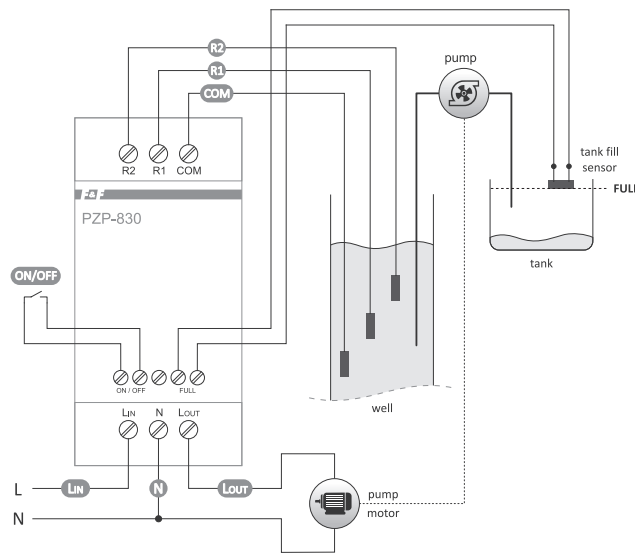 R2
R1
COM
pump
R2 R1 COM
tank fill
sensor
FULL
F&F
PZP-830
tank
ON/OFF
ON / OFF FULL
well
LIN N LOUT
L LIN N LOUT
pump
motor
N